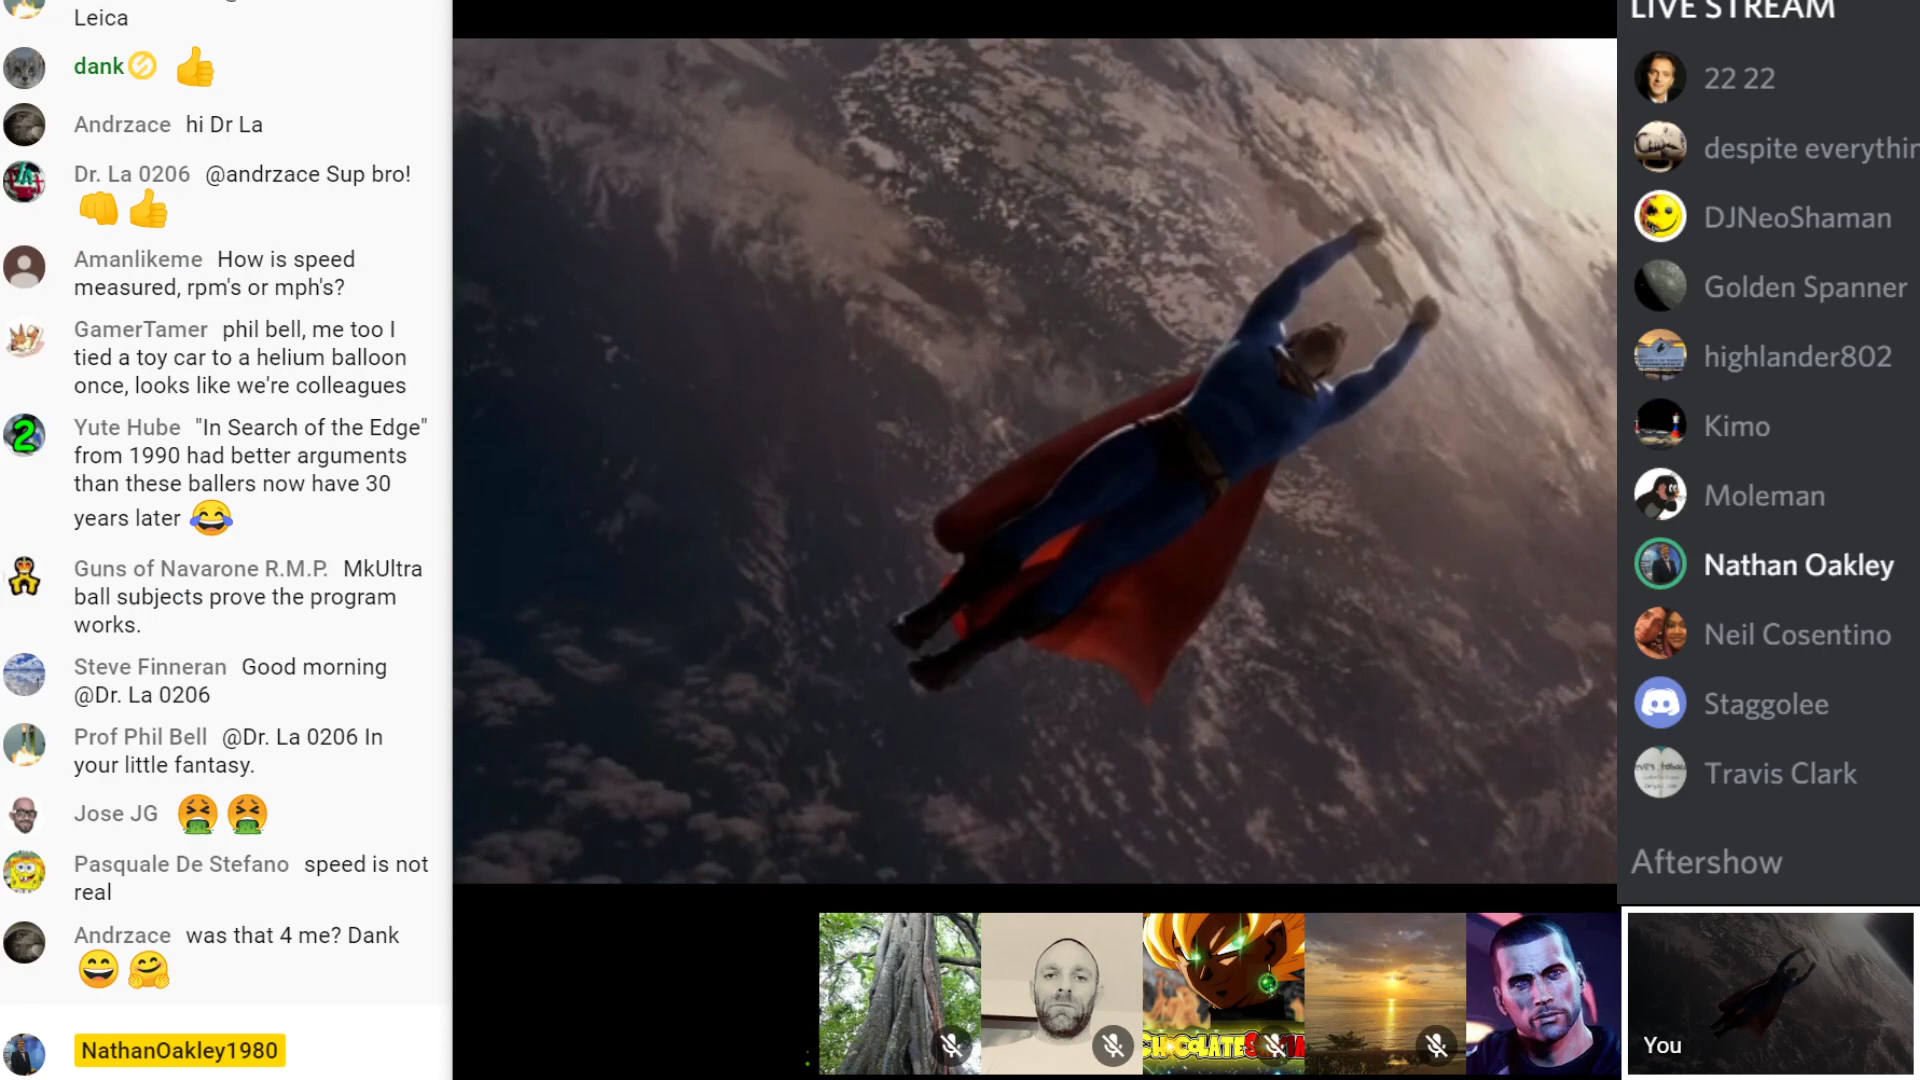 Leica
dank
Andrzace hi Dr La
Dr. La 0206 @andrzace Sup bro!
Amanlikeme How is speed
measured, rpm's or mph's?
GamerTamer phil bell, me too I
tied a toy car to a helium balloon
once, looks like we're colleagues
Yute Hube "In Search of the Edge"
from 1990 had better arguments
than these ballers now have 30
years later
Guns of Navarone R.M.P. MkUltra
ball subjects prove the program
works.
Steve Finneran Good morning
@Dr. La 0206
Prof Phil Bell @Dr. La 0206 In
your little fantasy.
Jose JG
Pasquale De Stefano speed is not
real
Andrzace was that 4 me? Dank
NathanOakley1980
LIVE STREAM
22 22
despite everythin
DJNeoShaman
Golden Spanner
highlander802
Kimo
Moleman
Nathan Oakley
Neil Cosentino
Staggolee
Travis Clark
Aftershow
You